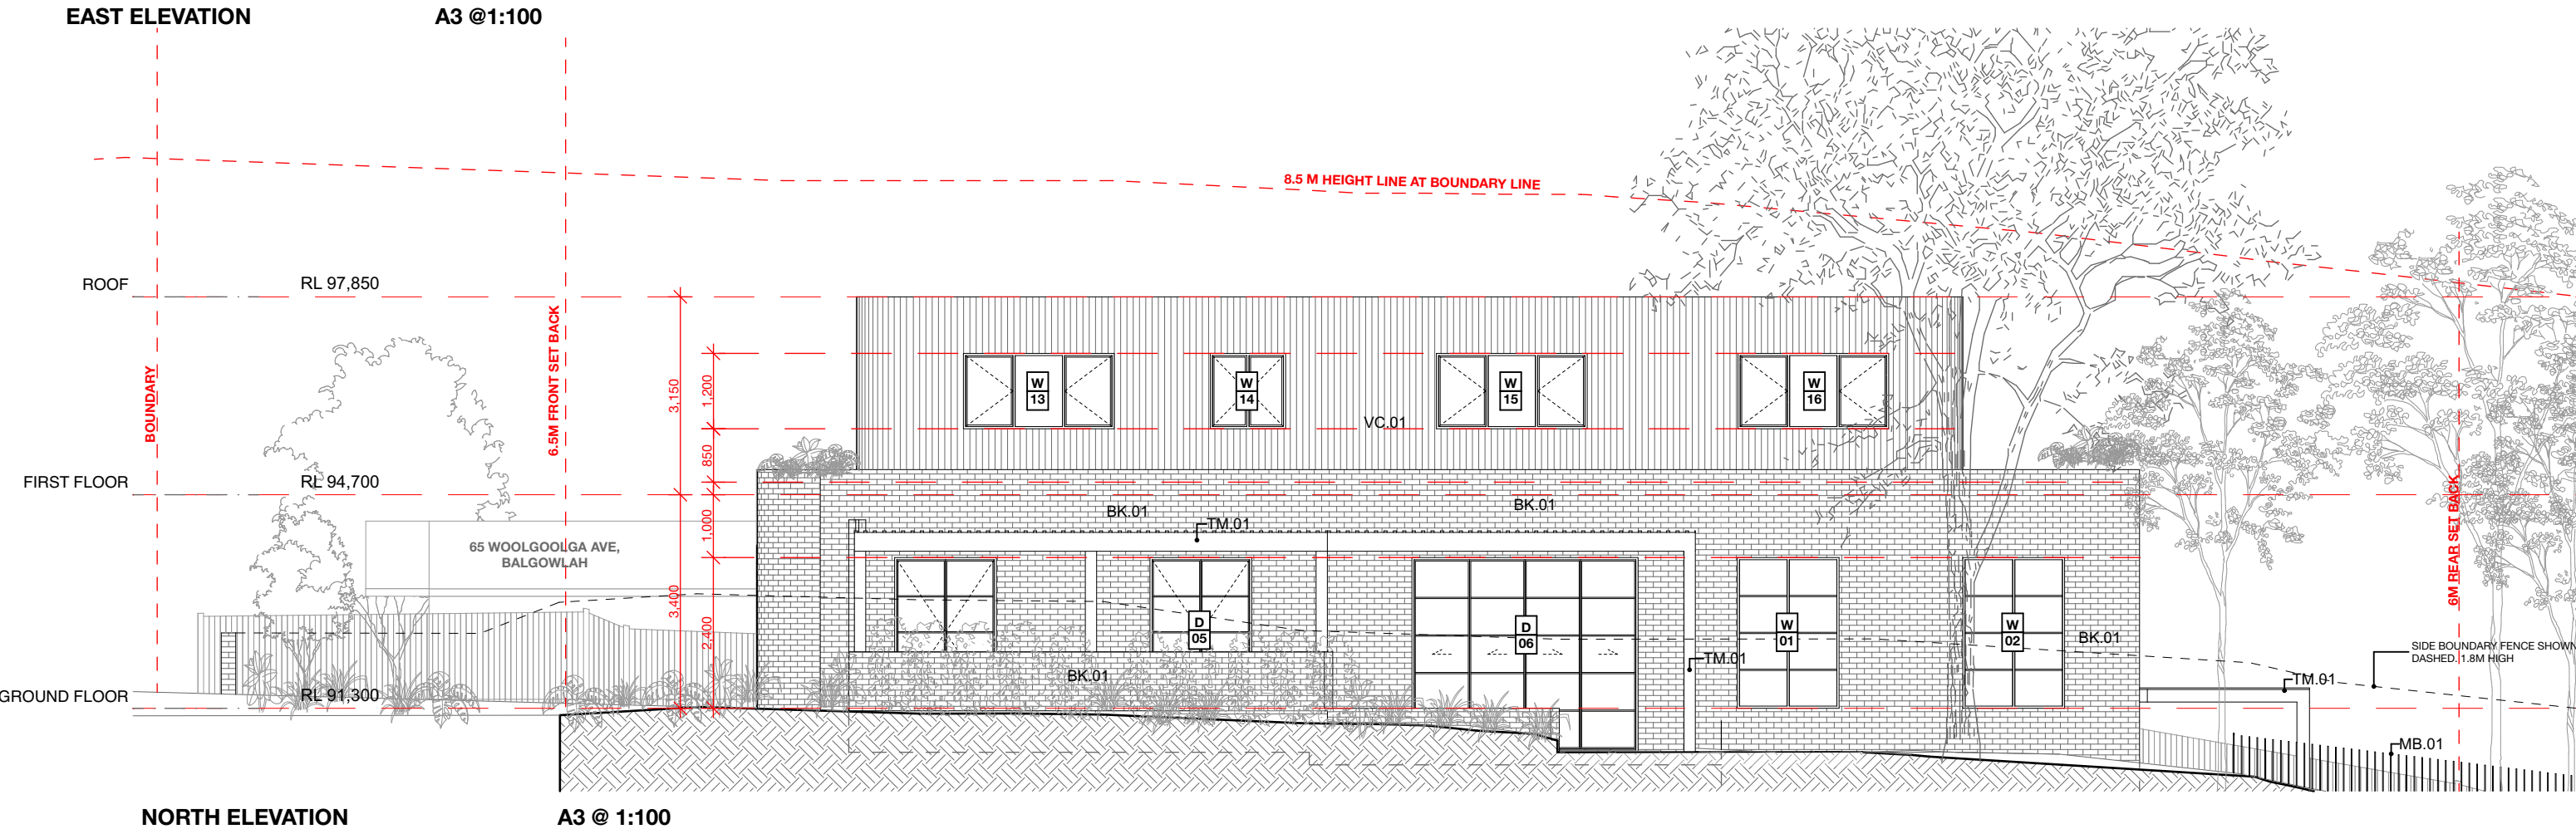 EAST ELEVATION A3 @1:100
8.5 M HEIGHT LINE AT BOUNDARY LINE
ROOF RL 97,850
BOUNDARY
6.5M FRONT SET BACK
3,150
1,200
W 13
W 14
W 15
W 16
VC.01
850
FIRST FLOOR RL 94,700
BK.01
BK.01
TM.01
1,000
65 WOOLGOOLGA AVE,
BALGOWLAH
3,400
2,400
D 05
D 06
W 01
W 02
BK.01
6M REAR SET BACK
SIDE BOUNDARY FENCE SHOWN
DASHED. 1.8M HIGH
TM.01
BK.01
TM.01
GROUND FLOOR RL 91,300
MB.01
NORTH ELEVATION A3 @ 1:100